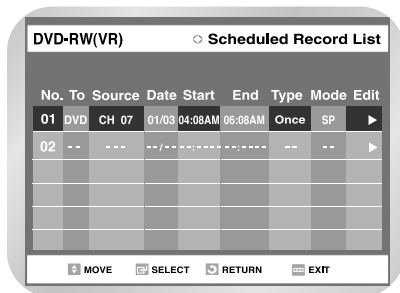 DVD-RW(VR) Scheduled Record List
No. To Source Date Start End Type Mode Edit
01 DVD CH 07 01/03 04:08AM 06:08AM Once SP ►
02 -- --- --/-- --:-- --:-- -- -- ►
MOVE SELECT RETURN EXIT